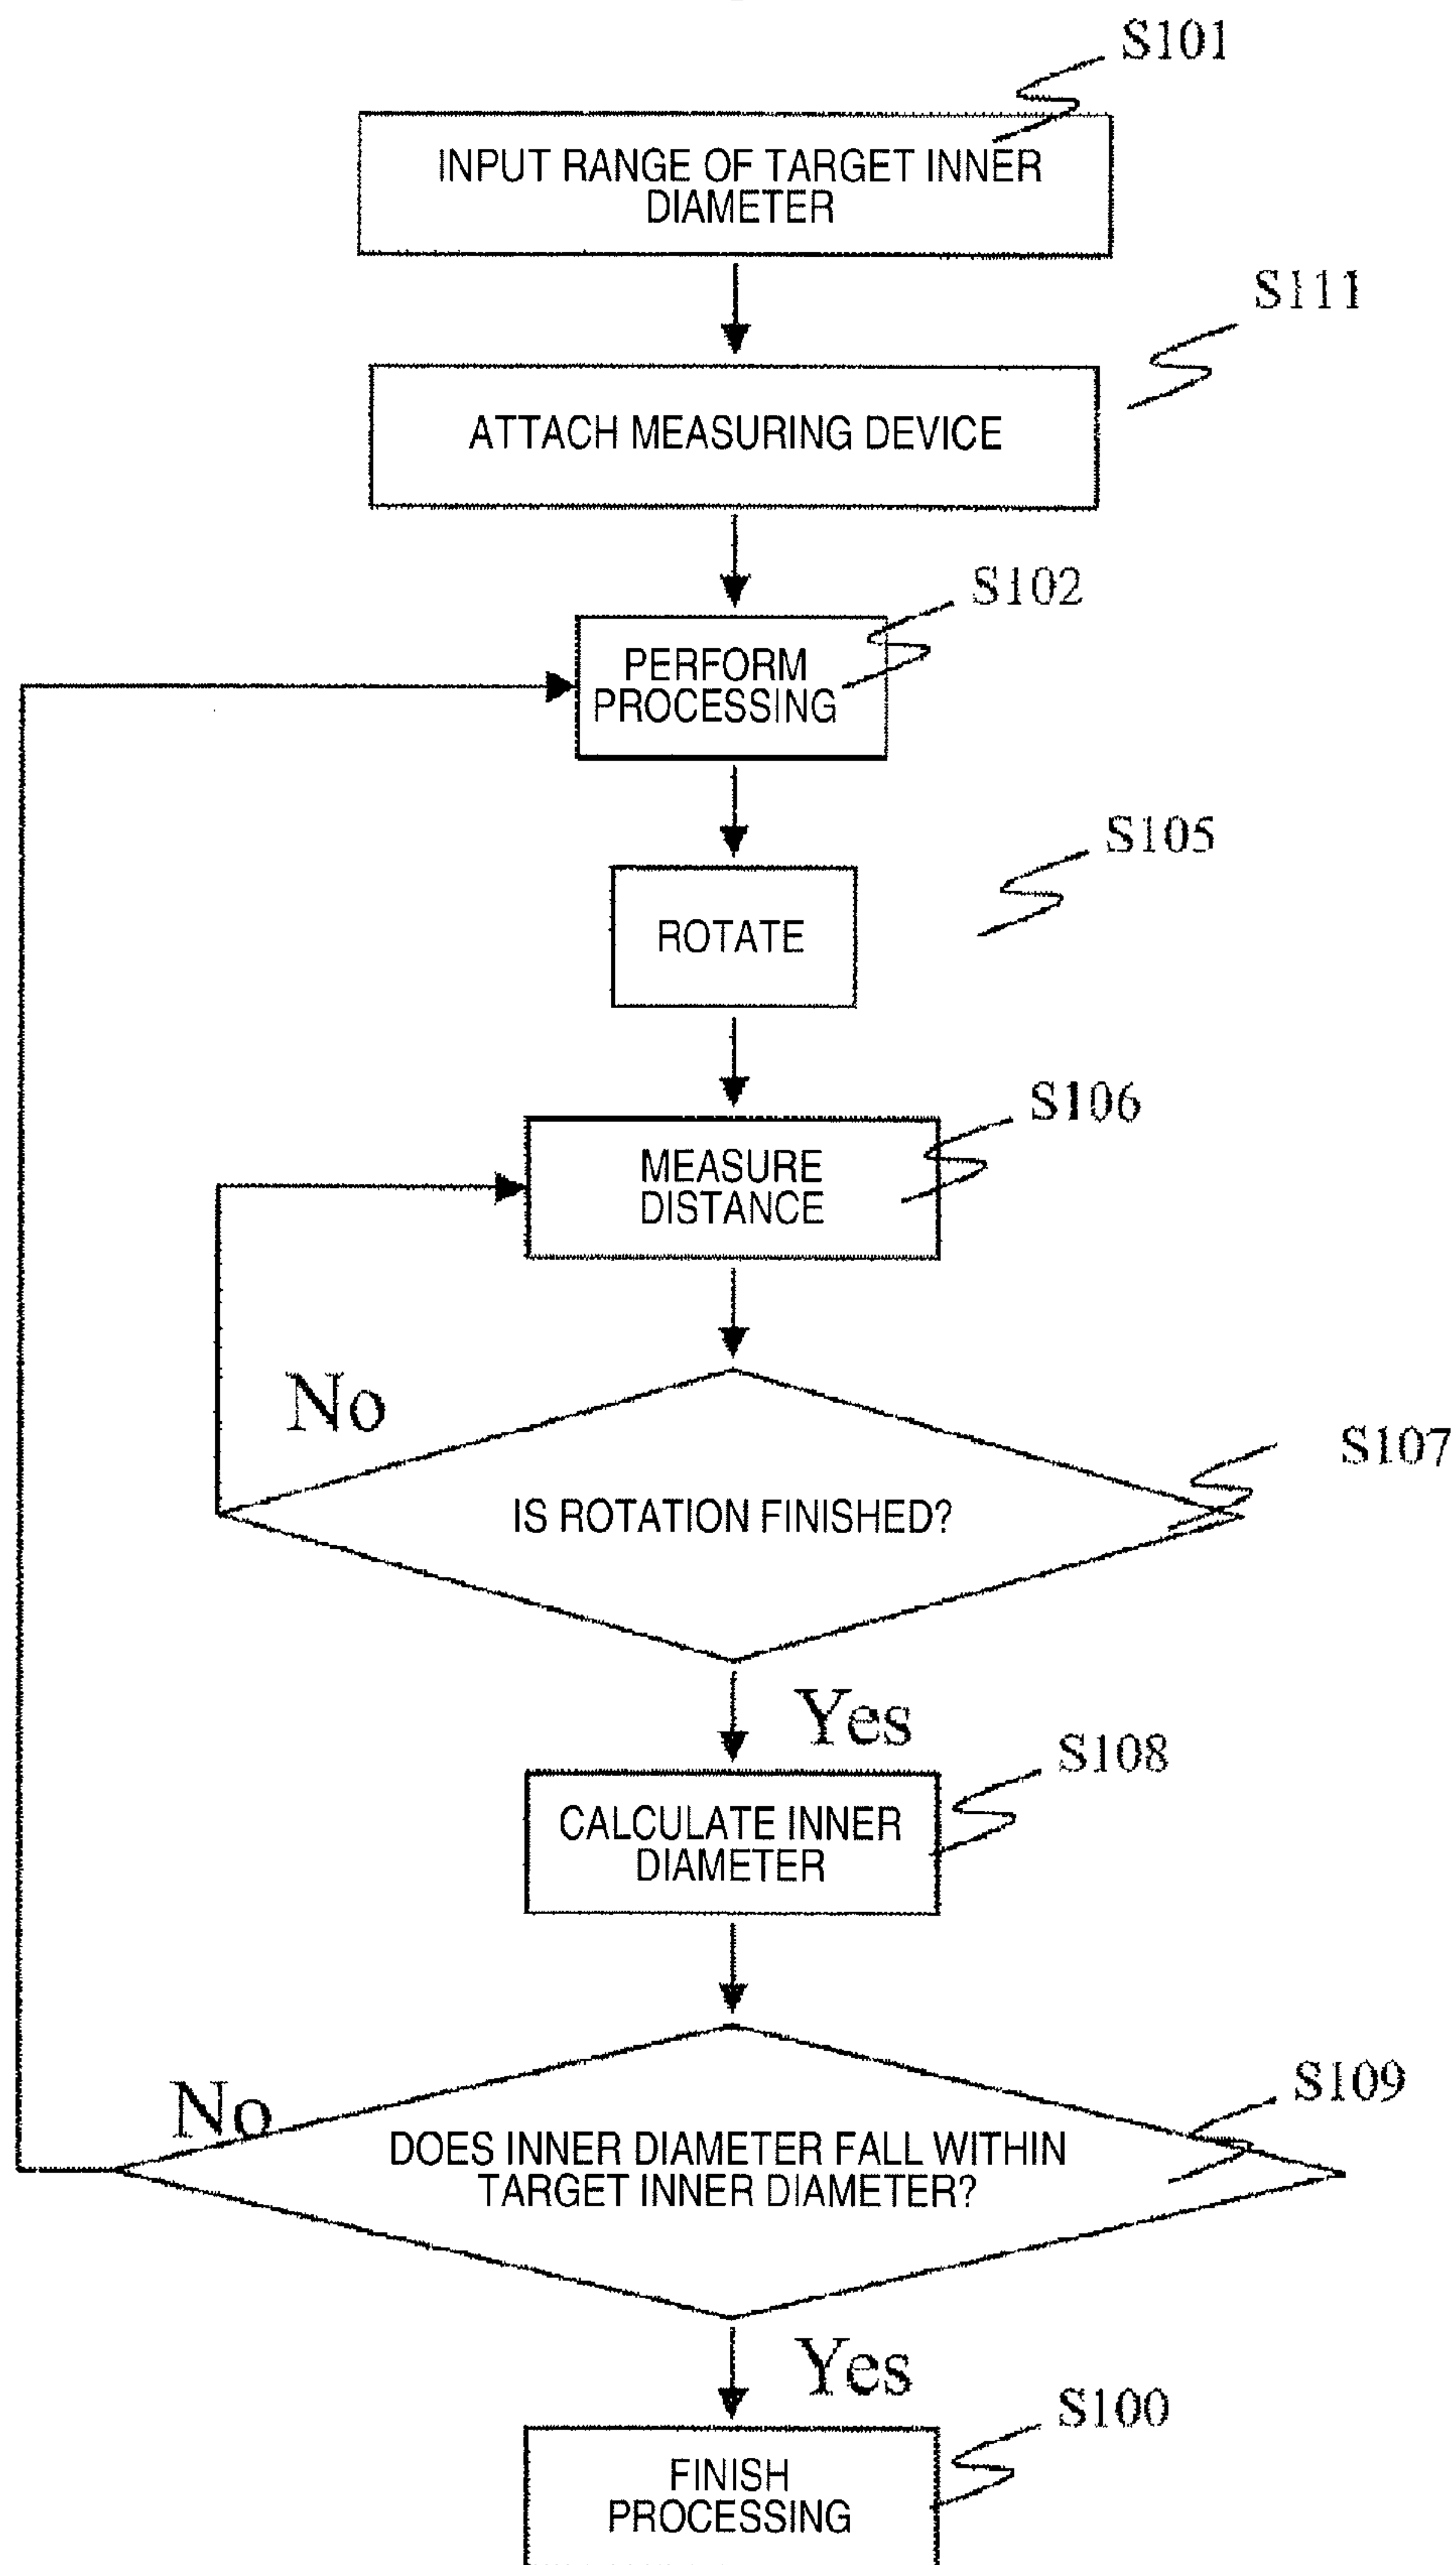 S101
INPUT RANGE OF TARGET INNER
DIAMETER
S111
ATTACH MEASURING DEVICE
S102
PERFORM
PROCESSING
S105
ROTATE
S106
MEASURE
DISTANCE
No
S107
IS ROTATION FINISHED?
Yes
S108
CALCULATE INNER
DIAMETER
No
S109
DOES INNER DIAMETER FALL WITHIN
TARGET INNER DIAMETER?
Yes
S100
FINISH
PROCESSING